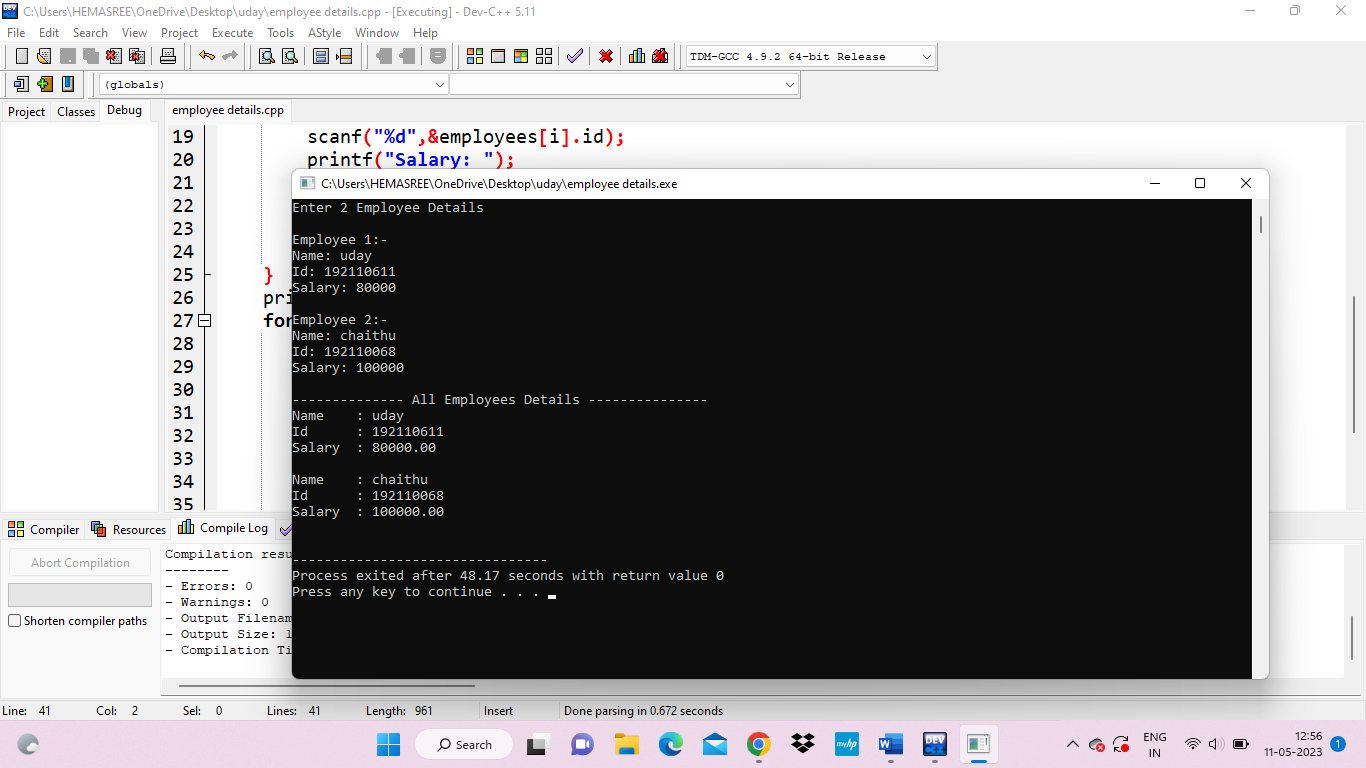 C:\Users\HEMASREE\OneDrive\Desktop\uday\employee details.cpp - [Executing] - Dev-C++ 5.11
File Edit Search View Project Execute Tools AStyle Window Help
TDM-GCC 4.9.2 64-bit Release
(globals)
Project Classes Debug
employee details.cpp
19 scanf("%d",&employees[i].id);
20 printf("Salary: ");
21
22
23
24
25 }
26 pri
27 for
28
29
30
31
32
33
34
35
C:\Users\HEMASREE\OneDrive\Desktop\uday\employee details.exe
Enter 2 Employee Details
Employee 1:-
Name: uday
Id: 192110611
Salary: 80000
Employee 2:-
Name: chaithu
Id: 192110068
Salary: 100000
-------------- All Employees Details ---------------
Name    : uday
Id      : 192110611
Salary  : 80000.00
Name    : chaithu
Id      : 192110068
Salary  : 100000.00
--------------------------------
Process exited after 48.17 seconds with return value 0
Press any key to continue . . .
Compiler Resources Compile Log
Abort Compilation
Shorten compiler paths
Compilation resu
--------
- Errors: 0
- Warnings: 0
- Output Filenam
- Output Size: 1
- Compilation Ti
Line: 41 Col: 2 Sel: 0 Lines: 41 Length: 961 Insert Done parsing in 0.672 seconds
Search
myhp
W
DEV
ENG
IN
12:56
11-05-2023
1